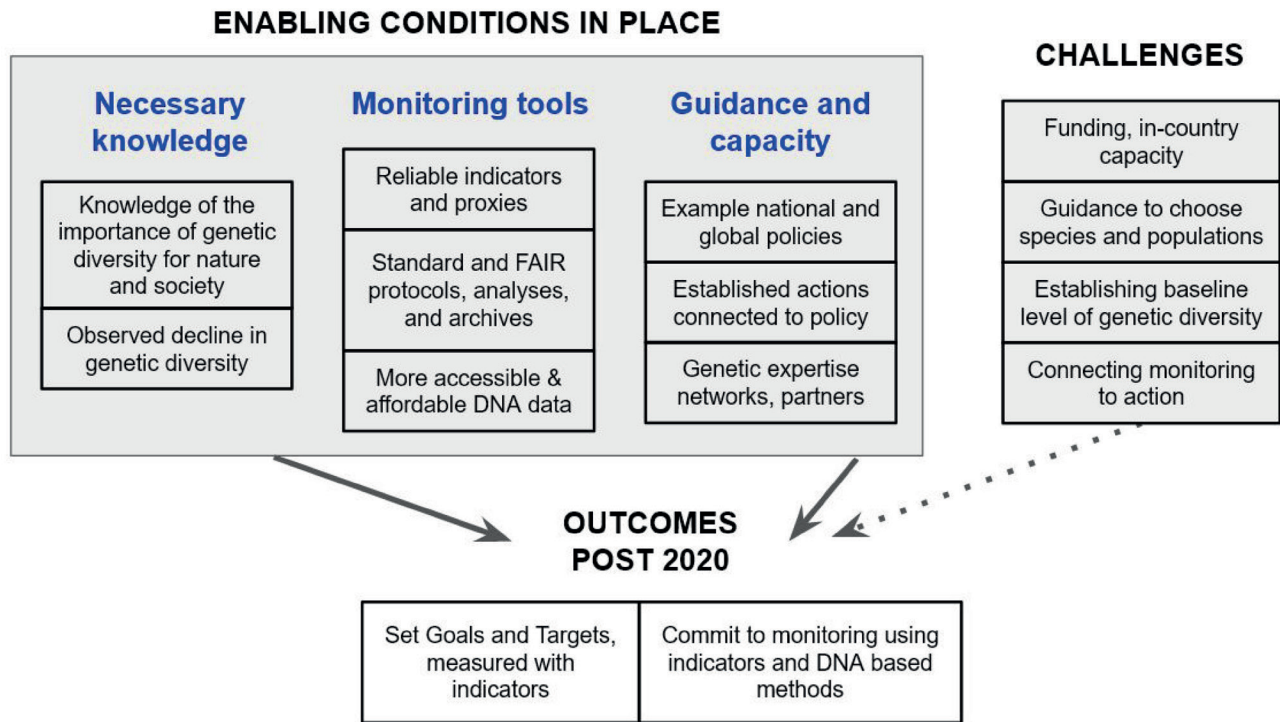 ENABLING CONDITIONS IN PLACE
Necessary
knowledge
Knowledge of the
importance of genetic
diversity for nature
and society
Observed decline in
genetic diversity
Monitoring tools
Reliable indicators
and proxies
Standard and FAIR
protocols, analyses,
and archives
More accessible &
affordable DNA data
Guidance and
capacity
Example national and
global policies
Established actions
connected to policy
Genetic expertise
networks, partners
CHALLENGES
Funding, in-country
capacity
Guidance to choose
species and populations
Establishing baseline
level of genetic diversity
Connecting monitoring
to action
OUTCOMES
POST 2020
Set Goals and Targets,
measured with
indicators
Commit to monitoring using
indicators and DNA based
methods